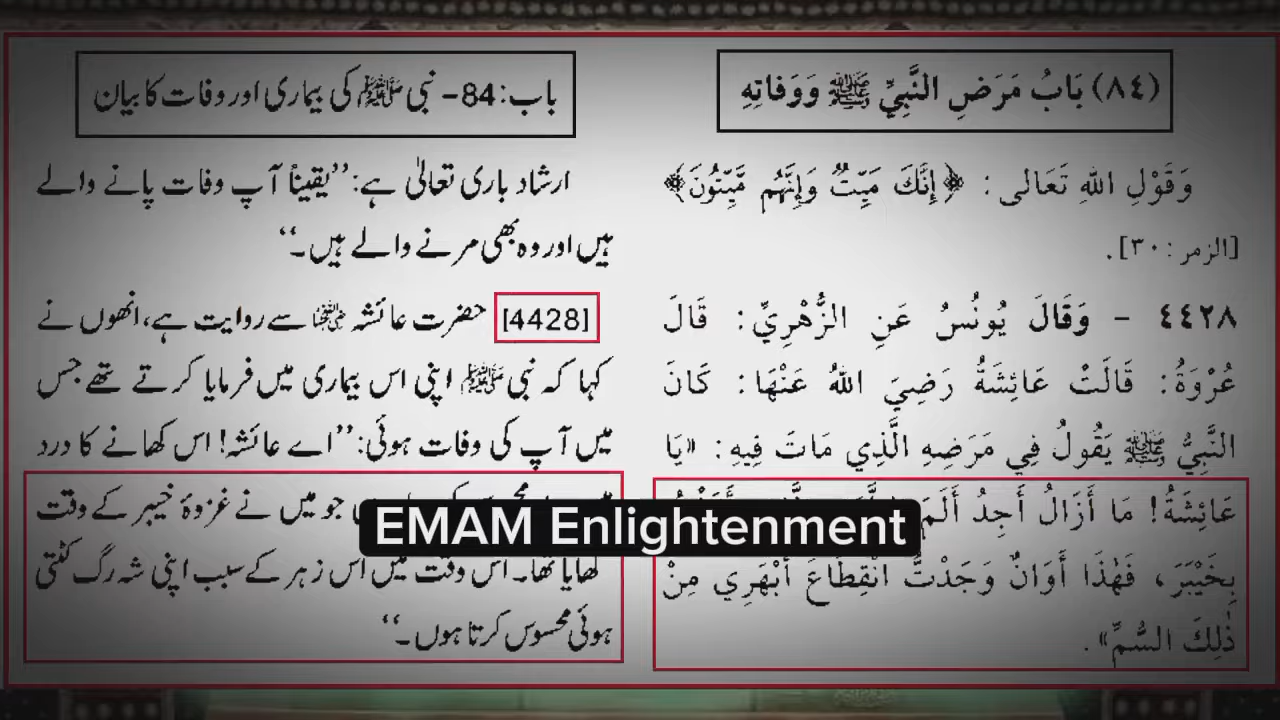 (٨٤) بَابُ مَرَضِ النَّبِيِّ ﷺ وَوَفَاتِهِ
وَقَوْلِ اللهِ تَعَالى: ﴿إِنَّكَ مَيِّتٌ وَإِنَّهُم مَّيِّتُونَ﴾
[الزمر: ٣٠].
٤٤٢٨ - وَقَالَ يُونُسُ عَنِ الزُّهْرِيِّ: قَالَ
عُرْوَةُ: قَالَتْ عَائِشَةُ رَضِيَ اللهُ عَنْهَا: كَانَ
النَّبِيُّ ﷺ يَقُولُ فِي مَرَضِهِ الَّذِي مَاتَ فِيهِ: «يَا
عَائِشَةُ! مَا أَزَالُ أَجِدُ أَلَمَ
بِخَيْبَرَ، فَهٰذَا أَوَانُ وَجَدْتُ انْقِطَاعَ أَبْهَرِي مِنْ
ذٰلِكَ السُّمِّ».
باب: 84- نبی ﷺ کی بیماری اور وفات کا بیان
ارشاد باری تعالیٰ ہے: ’’یقیناً آپ وفات پانے والے
ہیں اور وہ بھی مرنے والے ہیں۔‘‘
[4428] حضرت عائشہ ؓ سے روایت ہے، انھوں نے
کہا کہ نبی ﷺ اپنی اس بیماری میں فرمایا کرتے تھے جس
میں آپ کی وفات ہوئی: ’’اے عائشہ! اس کھانے کا درد
جو میں نے غزوۂ خیبر کے وقت
کھایا تھا۔ اس وقت میں اس زہر کے سبب اپنی شہ رگ کٹتی
ہوئی محسوس کرتا ہوں۔‘‘
EMAM Enlightenment